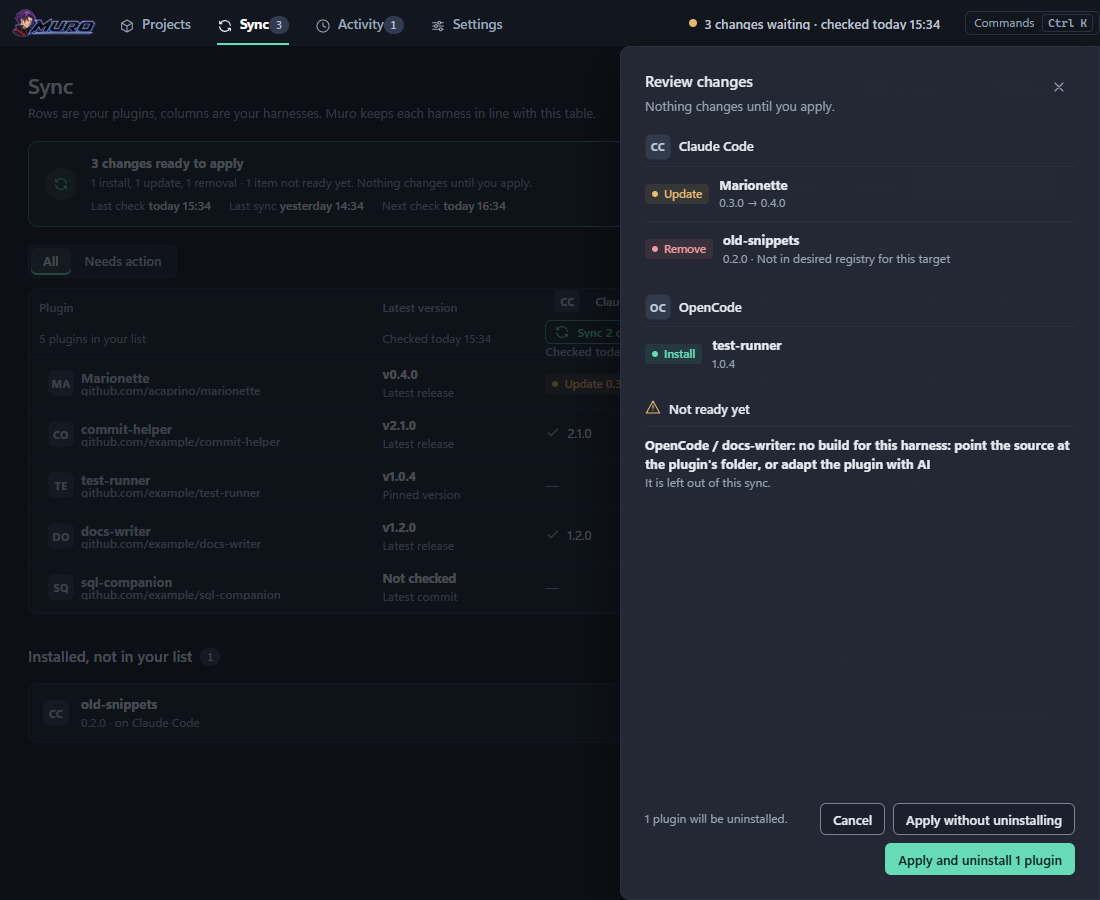 MURO
Projects
Sync 3
Activity 1
Settings
3 changes waiting · checked today 15:34
Commands Ctrl K
Sync
Rows are your plugins, columns are your harnesses. Muro keeps each harness in line with this table.
3 changes ready to apply
1 install, 1 update, 1 removal · 1 item not ready yet. Nothing changes until you apply.
Last check today 15:34 Last sync yesterday 14:34 Next check today 16:34
All Needs action
Plugin Latest version CC Clau
5 plugins in your list Checked today 15:34 Sync 2 c
Checked toda
MA Marionette v0.4.0 Update 0.3
github.com/acaprino/marionette Latest release
CO commit-helper v2.1.0 2.1.0
github.com/example/commit-helper Latest release
TE test-runner v1.0.4 —
github.com/example/test-runner Pinned version
DO docs-writer v1.2.0 1.2.0
github.com/example/docs-writer Latest release
SQ sql-companion Not checked —
github.com/example/sql-companion Latest commit
Installed, not in your list 1
CC old-snippets
0.2.0 · on Claude Code
Review changes
Nothing changes until you apply.
CC Claude Code
Update Marionette
0.3.0 → 0.4.0
Remove old-snippets
0.2.0 · Not in desired registry for this target
OC OpenCode
Install test-runner
1.0.4
Not ready yet
OpenCode / docs-writer: no build for this harness: point the source at
the plugin's folder, or adapt the plugin with AI
It is left out of this sync.
1 plugin will be uninstalled. Cancel Apply without uninstalling
Apply and uninstall 1 plugin